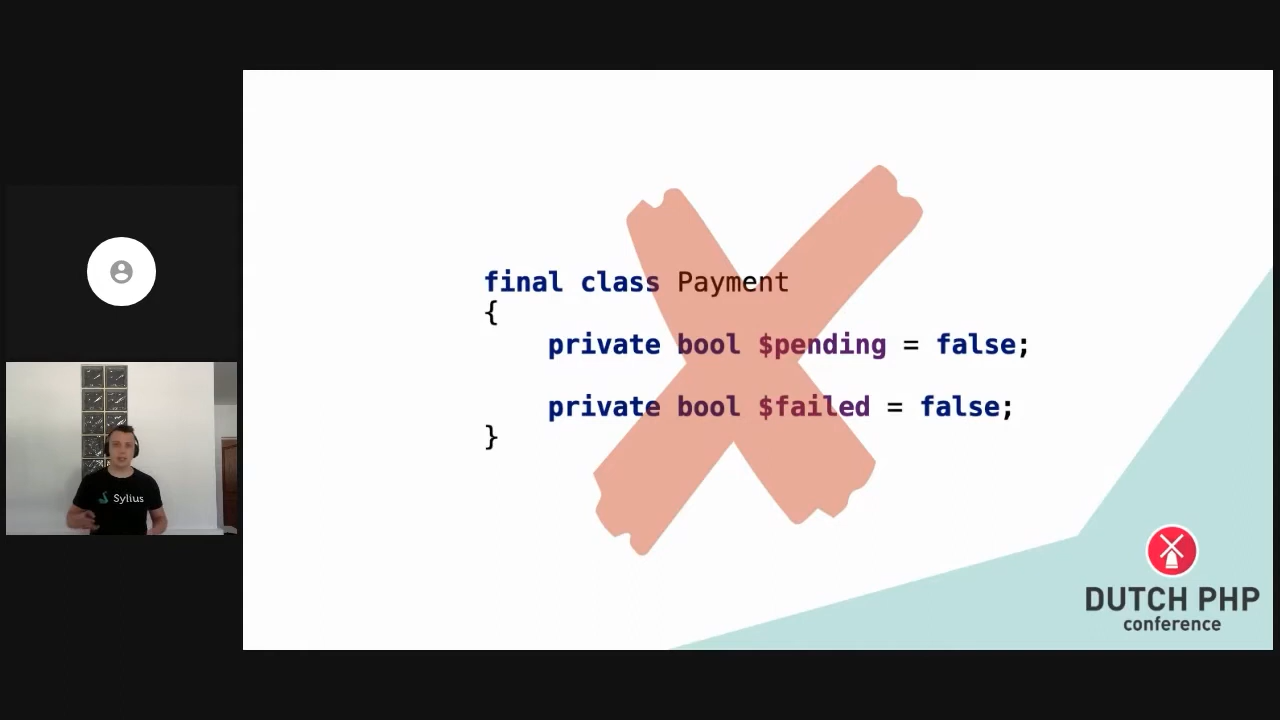 final class Payment
{
    private bool $pending = false;
    private bool $failed = false;
}
Sylius
DUTCH PHP
conference